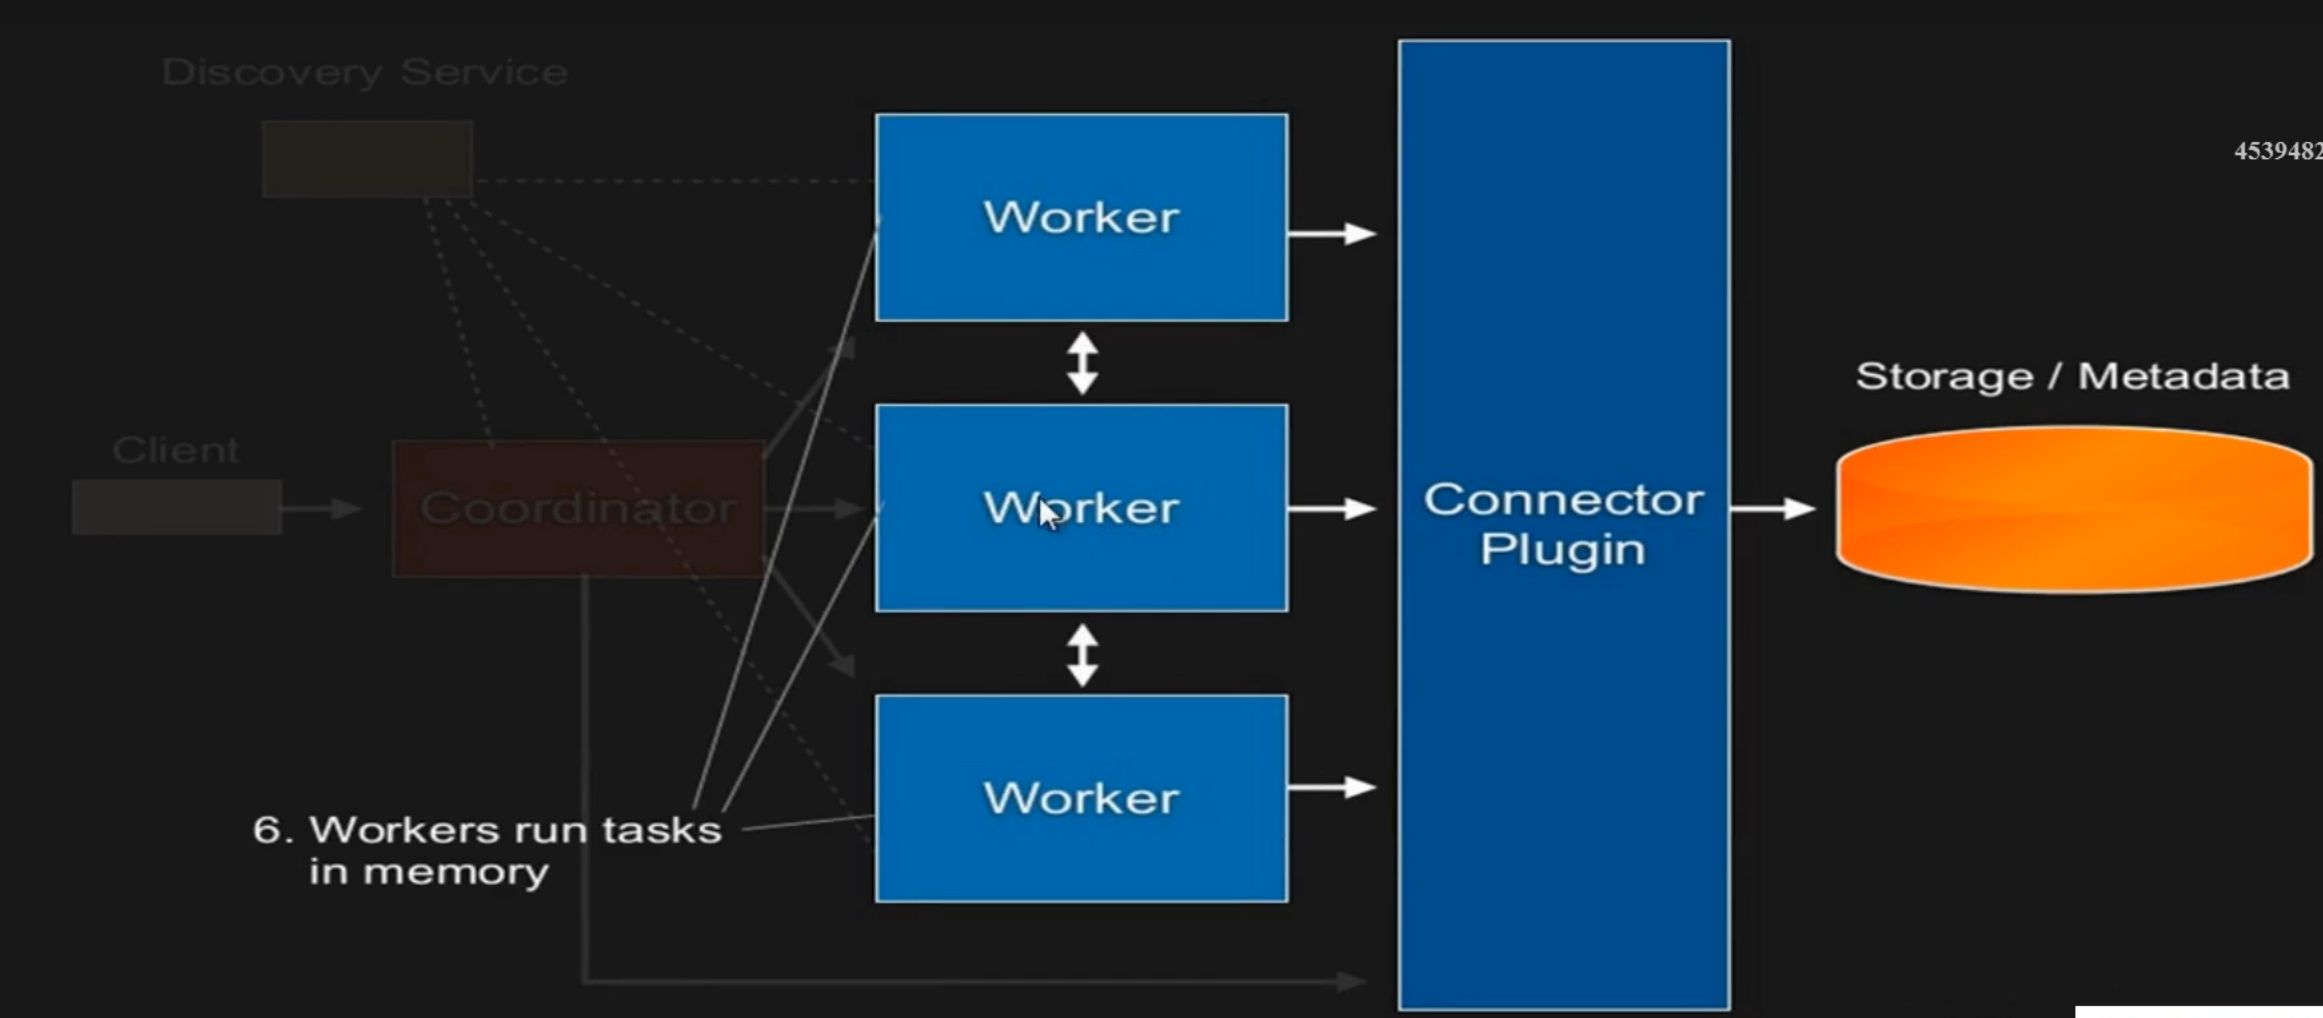 Discovery Service
4539482
Worker
Storage / Metadata
Client
Coordinator
Worker
Connector
Plugin
Worker
6. Workers run tasks
in memory